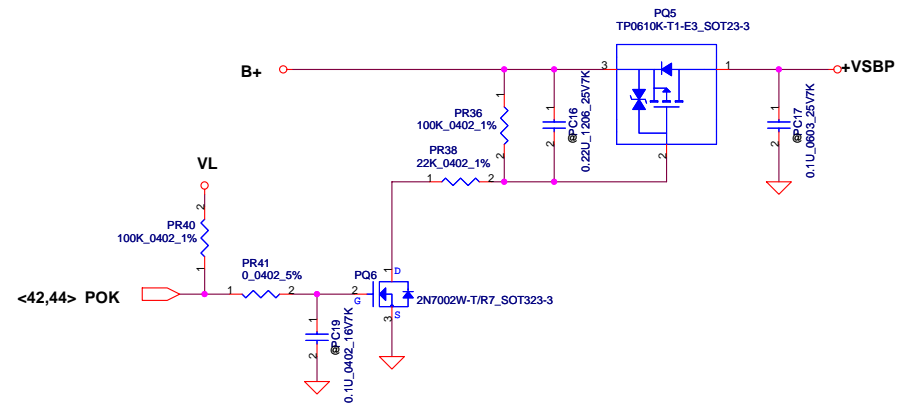 PQ5
TP0610K-T1-E3_SOT23-3
B+
3
1
+VSBP
1
PR36
100K_0402_1%
2
1
@PC16
0.22U_1206_25V7K
2
1
@PC17
0.1U_0603_25V7K
2
2
PR38
22K_0402_1%
1
2
VL
2
PR40
100K_0402_1%
1
<42,44> POK
PR41
0_0402_5%
1
2
PQ6
1
D
2
G
S
3
2N7002W-T/R7_SOT323-3
1
@PC19
0.1U_0402_16V7K
2